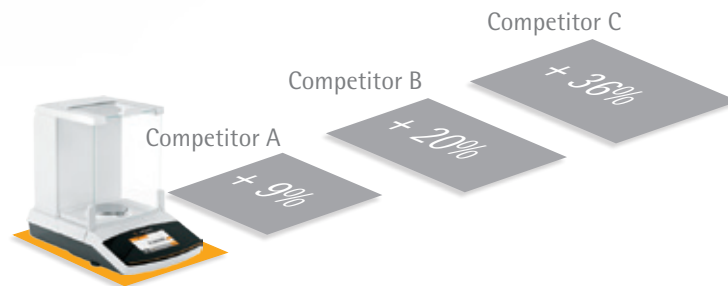 Competitor C
+ 36%
Competitor B
+ 20%
Competitor A
+ 9%